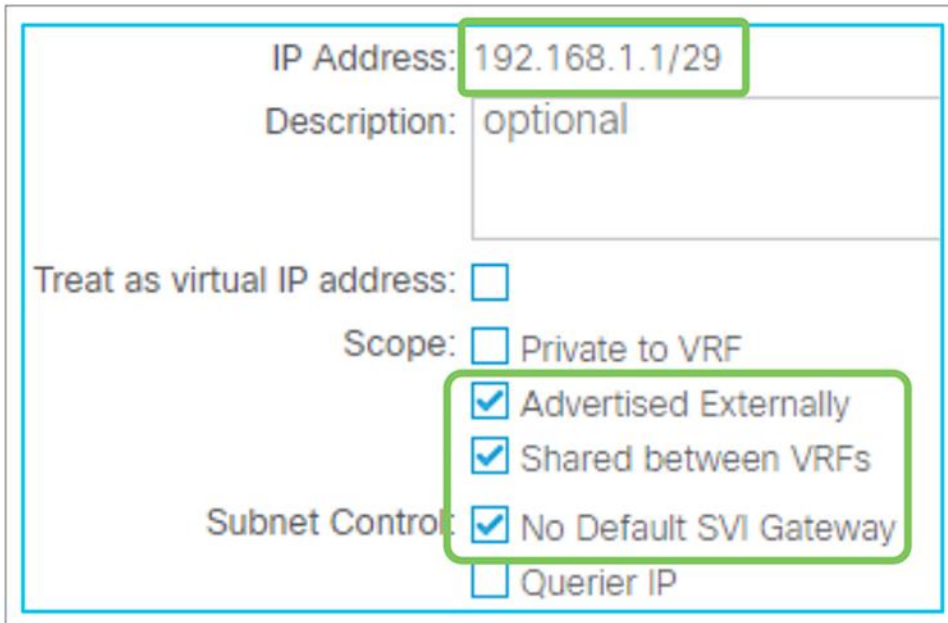 IP Address: 192.168.1.1/29
Description: optional
Treat as virtual IP address:
Scope: Private to VRF
Advertised Externally
Shared between VRFs
Subnet Control: No Default SVI Gateway
Querier IP